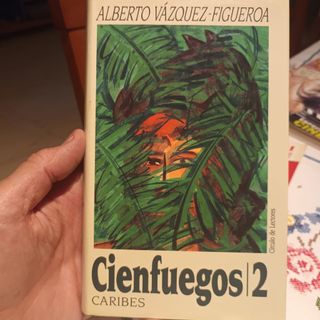 ALBERTO VÁZQUEZ-FIGUEROA
Círculo de Lectores
Cienfuegos|2
CARIBES